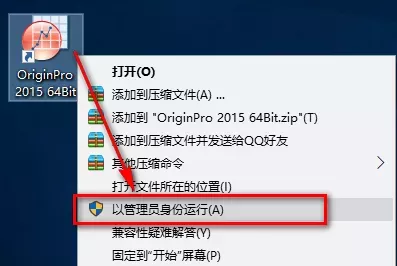 OriginPro
2015 64Bit
打开(O)
添加到压缩文件(A) ...
添加到 "OriginPro 2015 64Bit.zip"(T)
添加到压缩文件并发送给QQ好友
其他压缩命令
打开文件所在的位置(I)
以管理员身份运行(A)
兼容性疑难解答(Y)
固定到“开始”屏幕(P)